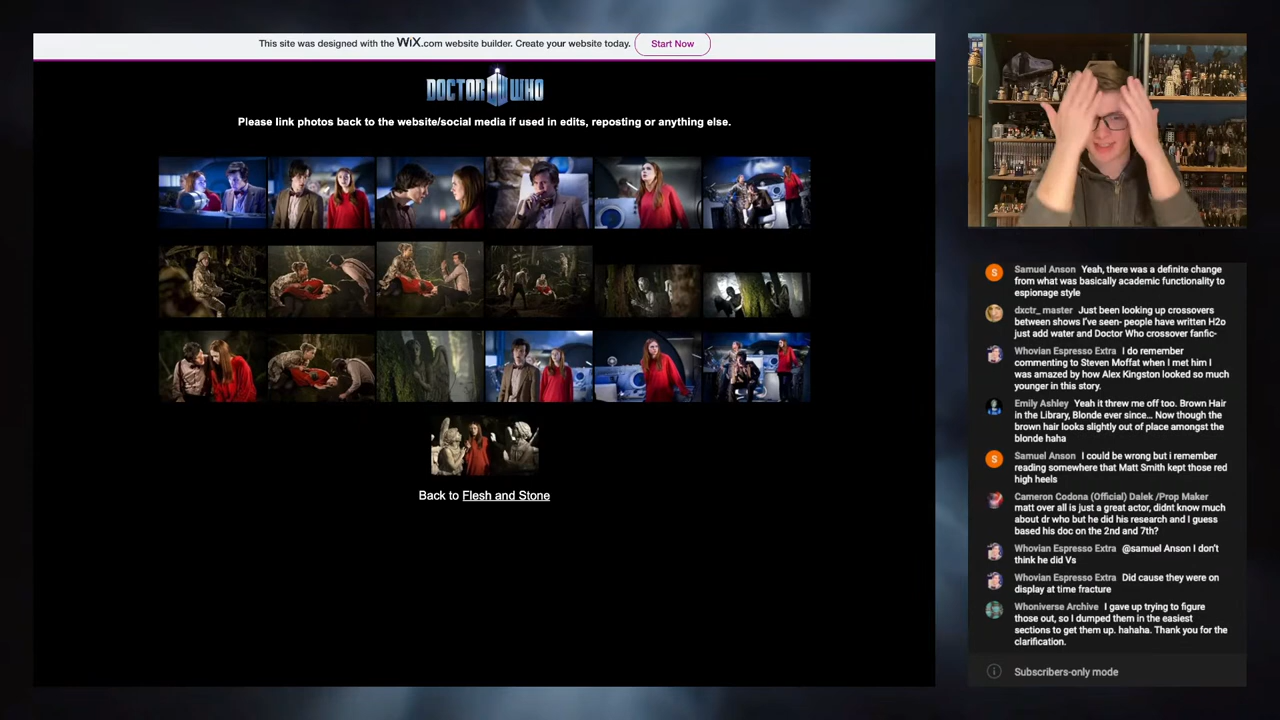 This site was designed with the WiX.com website builder. Create your website today.
Start Now
DOCTOR WHO
Please link photos back to the website/social media if used in edits, reposting or anything else.
Back to Flesh and Stone
S
Samuel Anson Yeah, there was a definite change
from what was basically academic functionality to
espionage style
dxctr_ master Just been looking up crossovers
between shows I've seen- people have written H2o
just add water and Doctor Who crossover fanfic-
Whovian Espresso Extra I do remember
commenting to Steven Moffat when I met him I
was amazed by how Alex Kingston looked so much
younger in this story.
Emily Ashley Yeah it threw me off too. Brown Hair
in the Library, Blonde ever since... Now though the
brown hair looks slightly out of place amongst the
blonde haha
S
Samuel Anson I could be wrong but i remember
reading somewhere that Matt Smith kept those red
high heels
Cameron Codona (Official) Dalek /Prop Maker
matt over all is just a great actor, didnt know much
about dr who but he did his research and I guess
based his doc on the 2nd and 7th?
Whovian Espresso Extra @samuel Anson I don't
think he did Vs
Whovian Espresso Extra Did cause they were on
display at time fracture
Whoniverse Archive I gave up trying to figure
those out, so I dumped them in the easiest
sections to get them up. hahaha. Thank you for the
clarification.
Subscribers-only mode